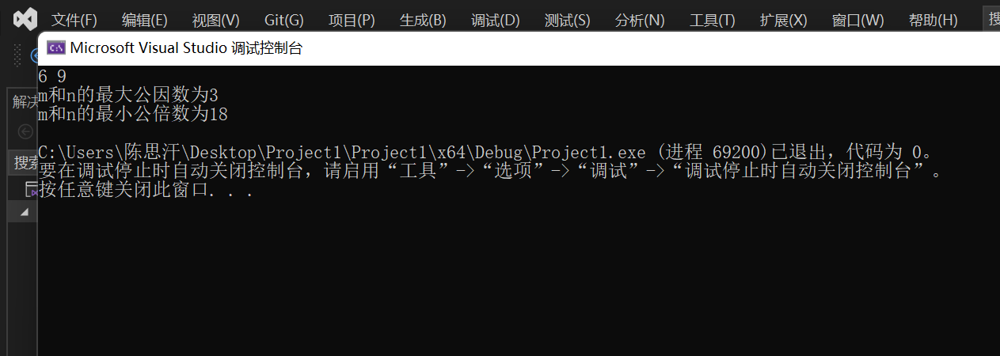 文件(F) 编辑(E) 视图(V) Git(G) 项目(P) 生成(B) 调试(D) 测试(S) 分析(N) 工具(T) 扩展(X) 窗口(W) 帮助(H)
Microsoft Visual Studio 调试控制台
6 9
m和n的最大公因数为3
解决
m和n的最小公倍数为18
C:\Users\陈思汗\Desktop\Project1\Project1\x64\Debug\Project1.exe (进程 69200)已退出，代码为 0。
搜索
要在调试停止时自动关闭控制台，请启用“工具”->“选项”->“调试”->“调试停止时自动关闭控制台”。
按任意键关闭此窗口. . .